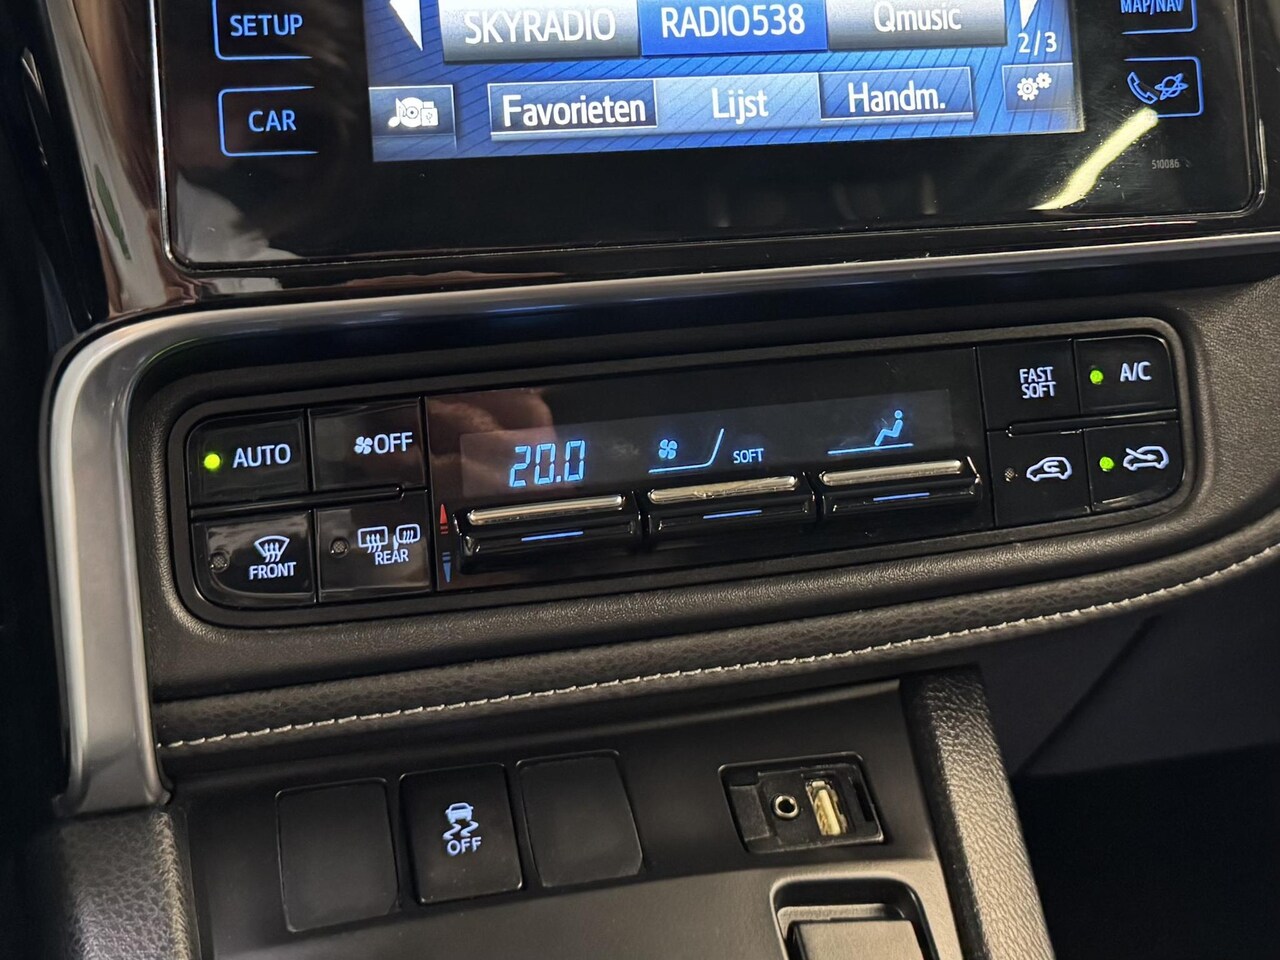 SETUP
SKYRADIO
RADIO538
Qmusic
MAP/NAV
2/3
CAR
Favorieten
Lijst
Handm.
510086
AUTO
OFF
20.0
SOFT
FAST
SOFT
A/C
FRONT
REAR
OFF